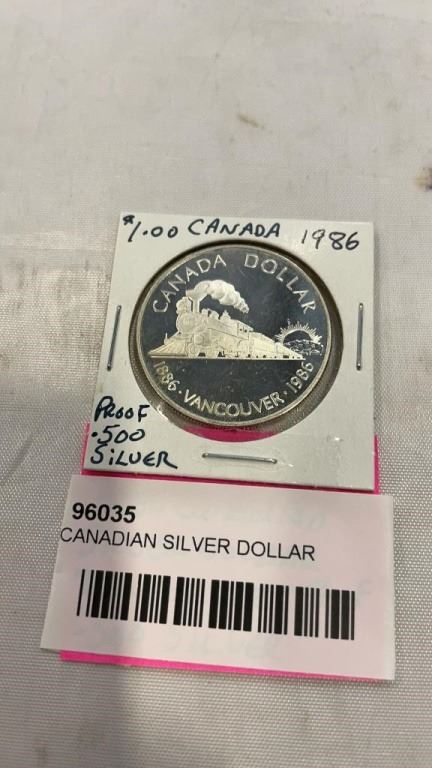 $1.00 CANADA 1986
CANADA DOLLAR
1886 · VANCOUVER · 1986
PROOF
.500
SILVER
96035
CANADIAN SILVER DOLLAR